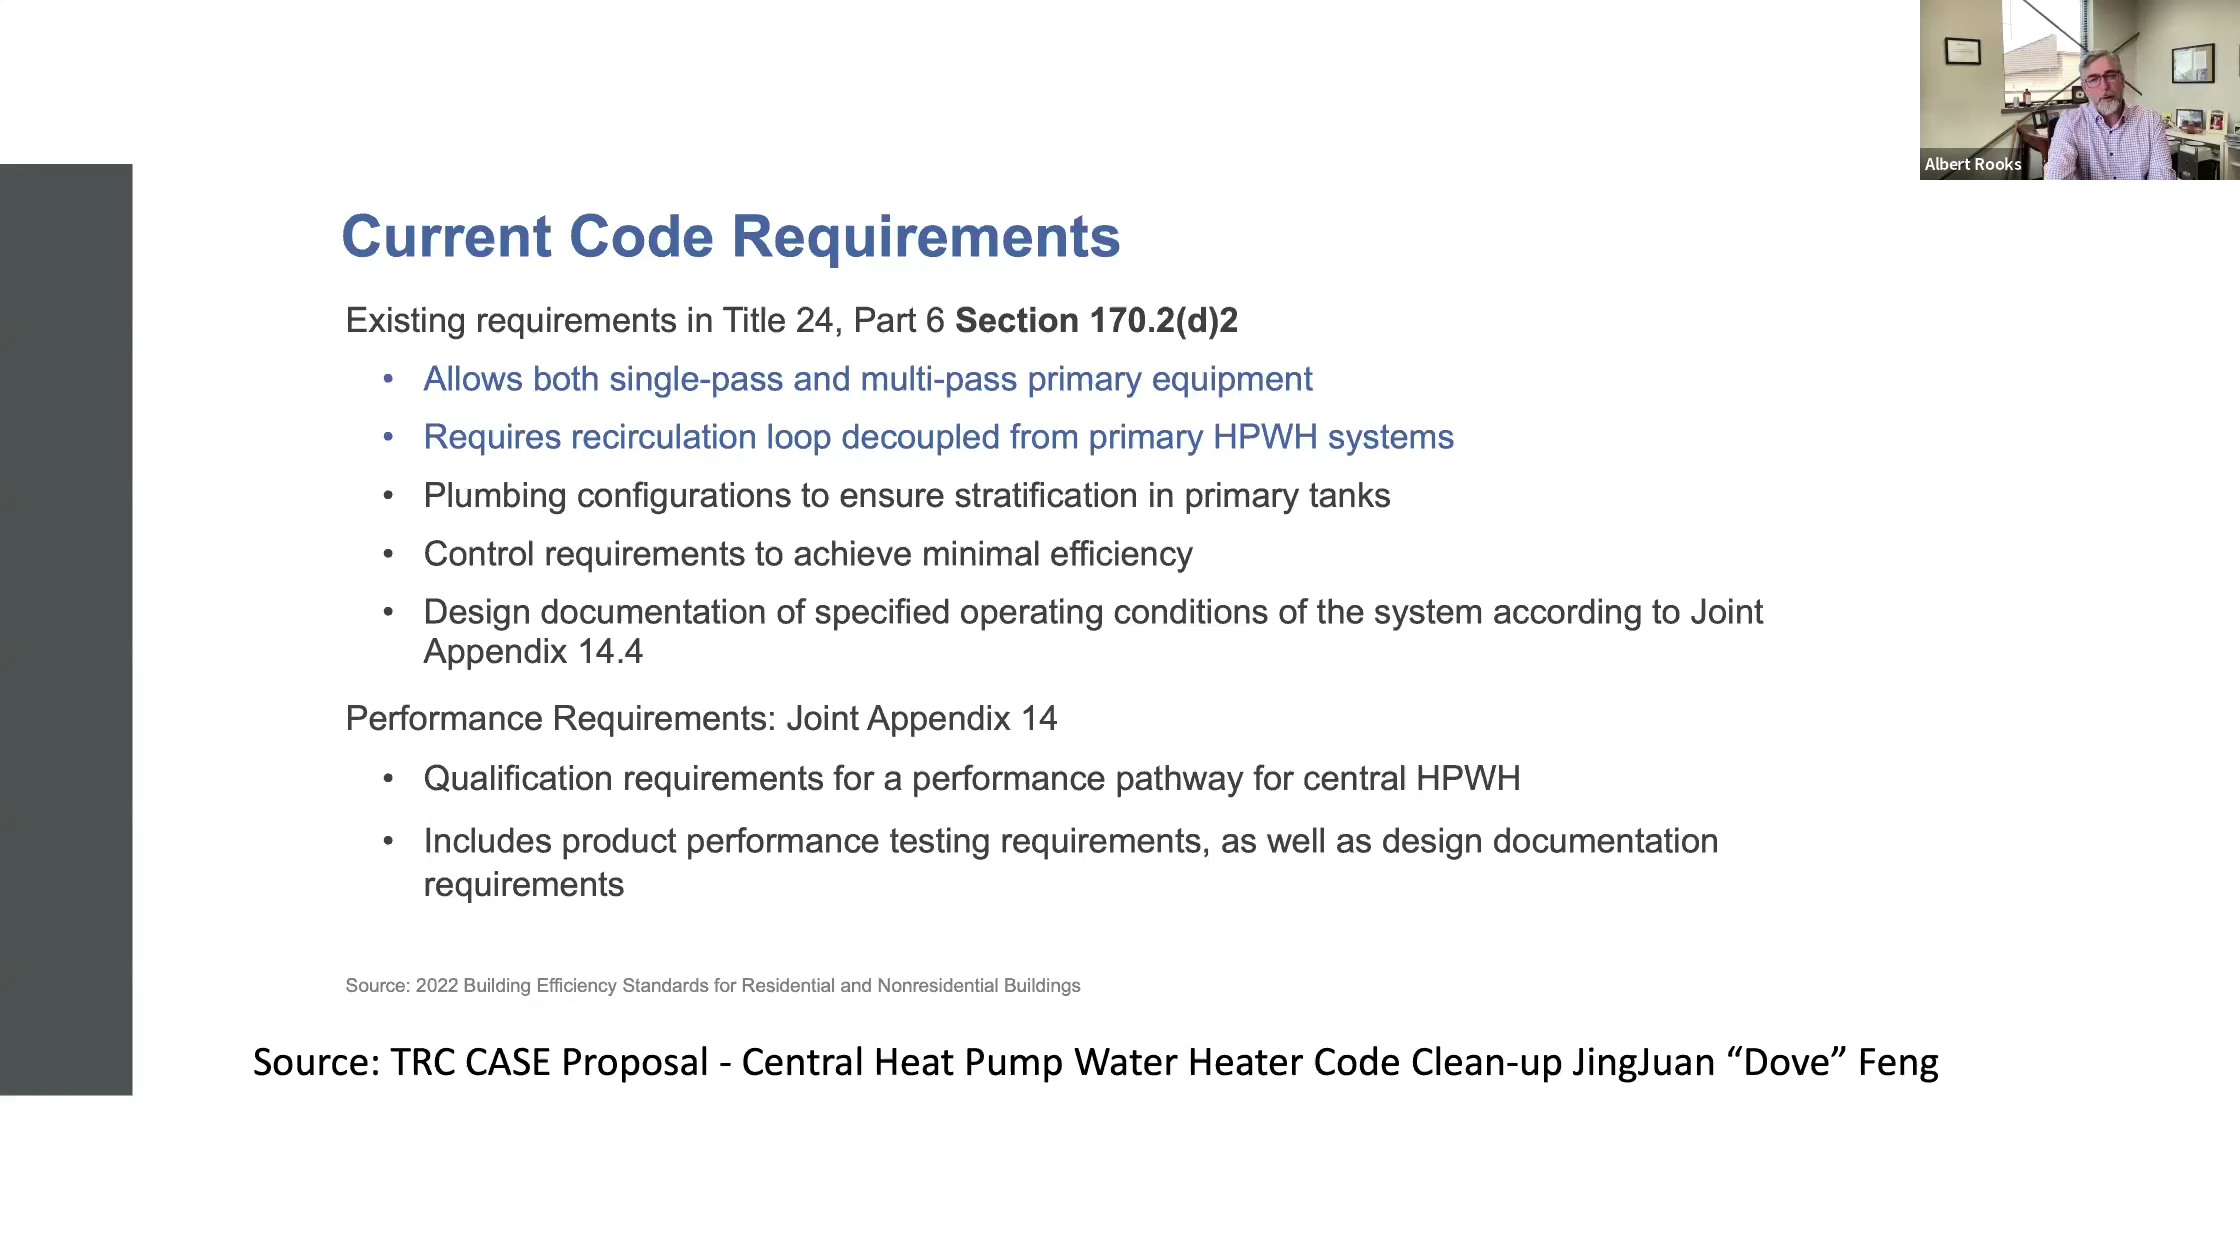 Albert Rooks
Current Code Requirements
Existing requirements in Title 24, Part 6 Section 170.2(d)2
• Allows both single-pass and multi-pass primary equipment
• Requires recirculation loop decoupled from primary HPWH systems
• Plumbing configurations to ensure stratification in primary tanks
• Control requirements to achieve minimal efficiency
• Design documentation of specified operating conditions of the system according to Joint
Appendix 14.4
Performance Requirements: Joint Appendix 14
• Qualification requirements for a performance pathway for central HPWH
• Includes product performance testing requirements, as well as design documentation
requirements
Source: 2022 Building Efficiency Standards for Residential and Nonresidential Buildings
Source: TRC CASE Proposal - Central Heat Pump Water Heater Code Clean-up JingJuan “Dove” Feng